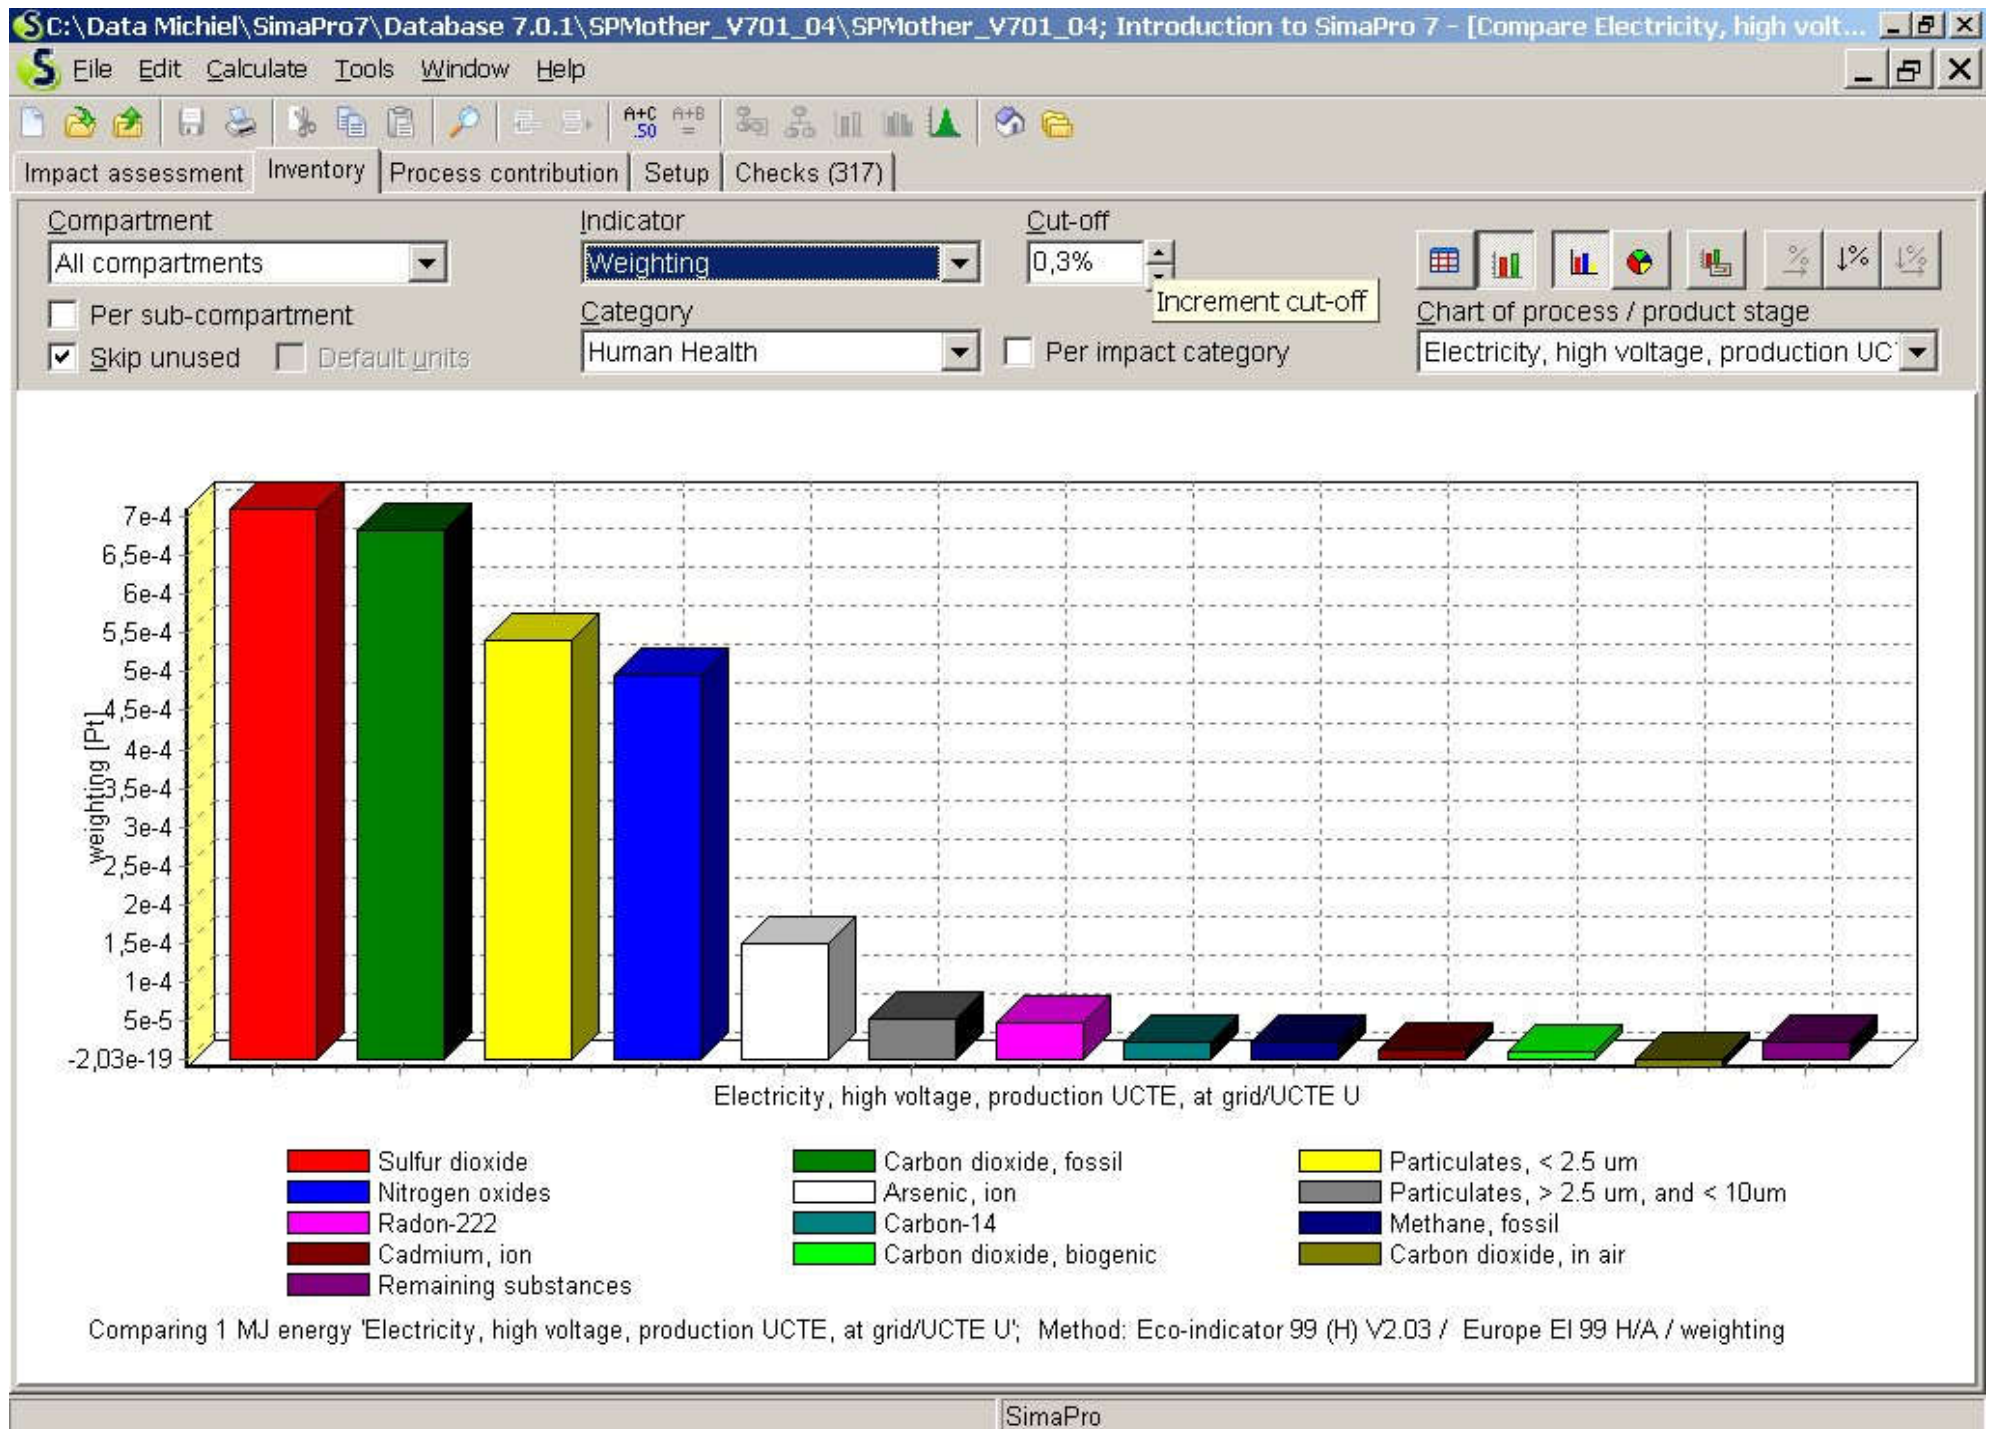 C:\Data Michiel\SimaPro7\Database 7.0.1\SPMother_V701_04\SPMother_V701_04; Introduction to SimaPro 7 - [Compare Electricity, high volt...
File Edit Calculate Tools Window Help
A+C .50 A+B =
Impact assessment Inventory Process contribution Setup Checks (317)
Compartment Indicator Cut-off
All compartments Weighting 0,3%
Increment cut-off
Per sub-compartment Category Chart of process / product stage
Skip unused Default units Human Health Per impact category Electricity, high voltage, production UC
7e-4
6,5e-4
6e-4
5,5e-4
5e-4
4,5e-4
4e-4
3,5e-4
3e-4
2,5e-4
2e-4
1,5e-4
1e-4
5e-5
-2,03e-19
weighting [Pt]
Electricity, high voltage, production UCTE, at grid/UCTE U
Sulfur dioxide Carbon dioxide, fossil Particulates, < 2.5 um
Nitrogen oxides Arsenic, ion Particulates, > 2.5 um, and < 10um
Radon-222 Carbon-14 Methane, fossil
Cadmium, ion Carbon dioxide, biogenic Carbon dioxide, in air
Remaining substances
Comparing 1 MJ energy 'Electricity, high voltage, production UCTE, at grid/UCTE U'; Method: Eco-indicator 99 (H) V2.03 / Europe EI 99 H/A / weighting
SimaPro